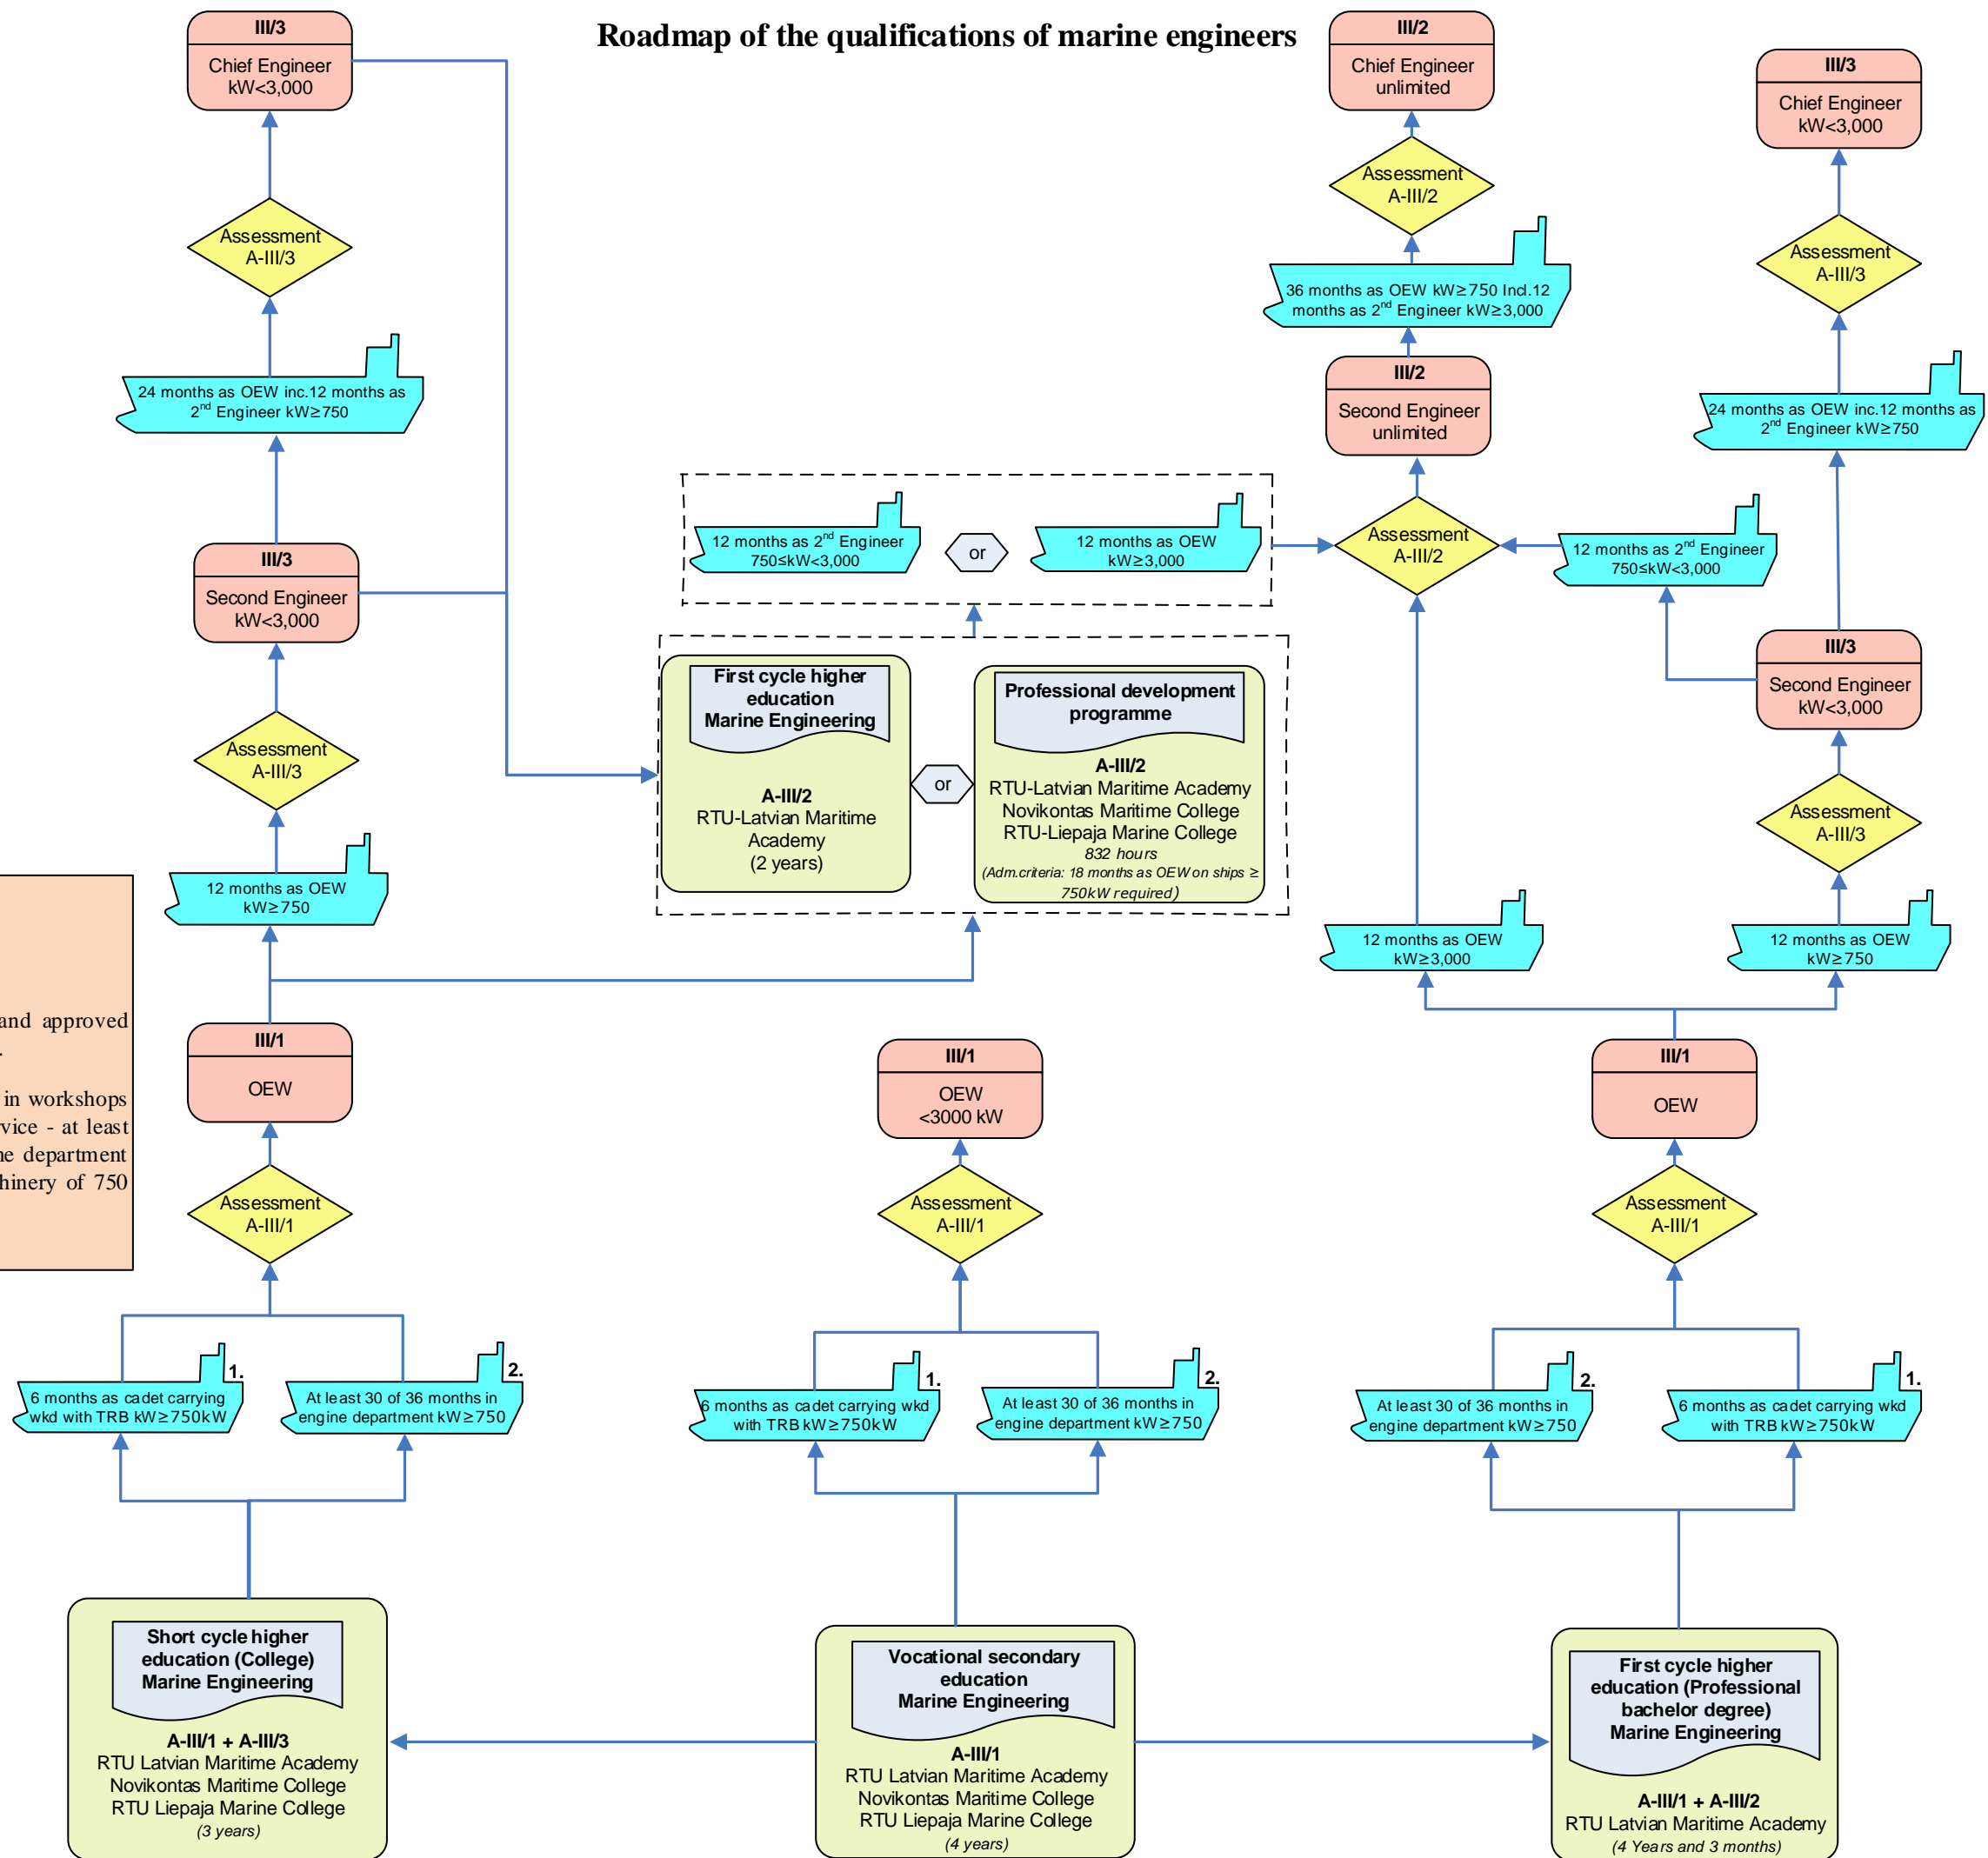 Roadmap of the qualifications of marine engineers
III/3
Chief Engineer
kW<3,000
Assessment
A-III/3
24 months as OEW inc.12 months as
2nd Engineer kW≥750
III/3
Second Engineer
kW<3,000
Assessment
A-III/3
12 months as OEW
kW≥750
and approved
.
in workshops
vice - at least
ne department
hinery of 750
III/1
OEW
Assessment
A-III/1
6 months as cadet carrying
wkd with TRB kW≥750kW
1.
At least 30 of 36 months in
engine department kW≥750
2.
Short cycle higher
education (College)
Marine Engineering
A-III/1 + A-III/3
RTU Latvian Maritime Academy
Novikontas Maritime College
RTU Liepaja Marine College
(3 years)
12 months as 2nd Engineer
750≤kW<3,000
or
12 months as OEW
kW≥3,000
First cycle higher
education
Marine Engineering
A-III/2
RTU-Latvian Maritime
Academy
(2 years)
or
Professional development
programme
A-III/2
RTU-Latvian Maritime Academy
Novikontas Maritime College
RTU-Liepaja Marine College
832 hours
(Adm.criteria: 18 months as OEW on ships ≥
750kW required)
III/1
OEW
<3000 kW
Assessment
A-III/1
6 months as cadet carrying wkd
with TRB kW≥750kW
1.
At least 30 of 36 months in
engine department kW≥750
2.
Vocational secondary
education
Marine Engineering
A-III/1
RTU Latvian Maritime Academy
Novikontas Maritime College
RTU Liepaja Marine College
(4 years)
III/2
Chief Engineer
unlimited
Assessment
A-III/2
36 months as OEW kW≥750 Incl.12
months as 2nd Engineer kW≥3,000
III/2
Second Engineer
unlimited
Assessment
A-III/2
12 months as 2nd Engineer
750≤kW<3,000
12 months as OEW
kW≥3,000
III/3
Chief Engineer
kW<3,000
Assessment
A-III/3
24 months as OEW inc.12 months as
2nd Engineer kW≥750
III/3
Second Engineer
kW<3,000
Assessment
A-III/3
12 months as OEW
kW≥750
III/1
OEW
Assessment
A-III/1
At least 30 of 36 months in
engine department kW≥750
2.
6 months as cadet carrying wkd
with TRB kW≥750kW
1.
First cycle higher
education (Professional
bachelor degree)
Marine Engineering
A-III/1 + A-III/2
RTU Latvian Maritime Academy
(4 Years and 3 months)